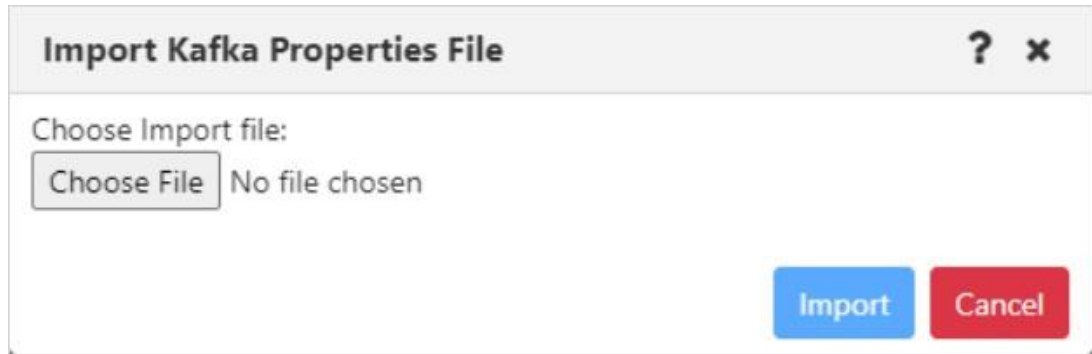 Import Kafka Properties File ? ×
Choose Import file:
Choose File No file chosen
Import Cancel